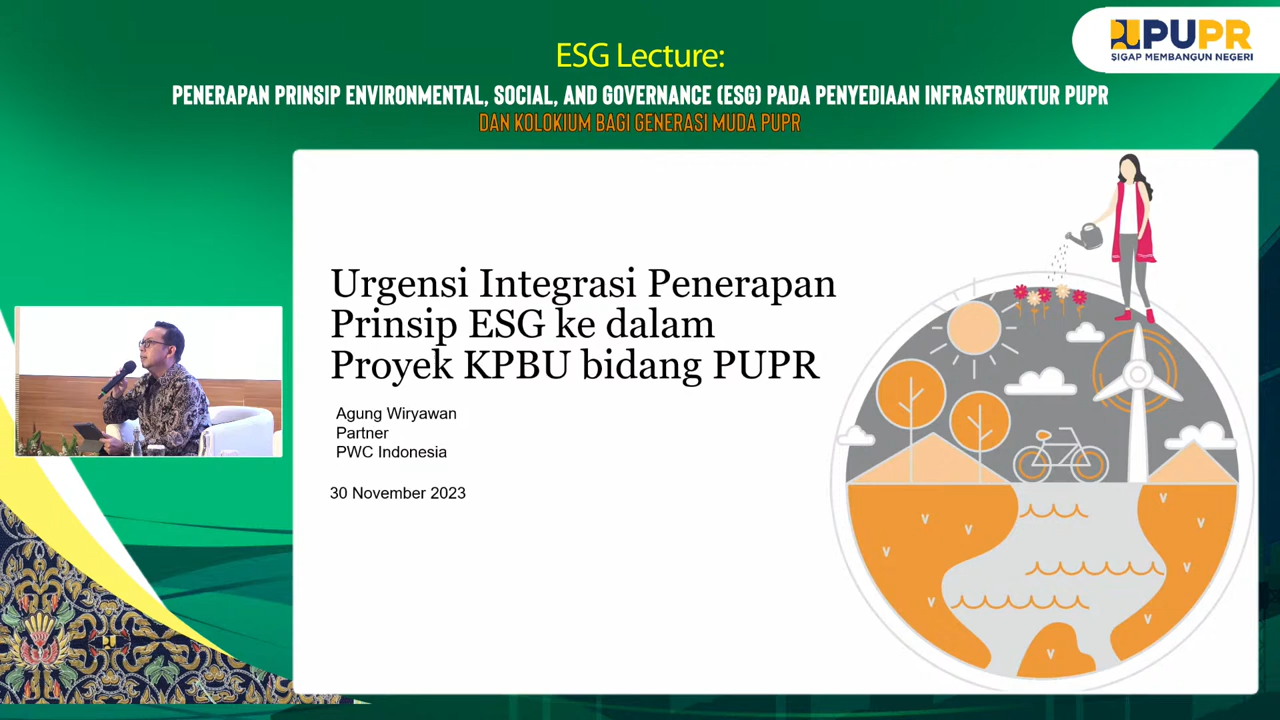 PUPR
SIGAP MEMBANGUN NEGERI
ESG Lecture:
PENERAPAN PRINSIP ENVIRONMENTAL, SOCIAL, AND GOVERNANCE (ESG) PADA PENYEDIAAN INFRASTRUKTUR PUPR
DAN KOLOKIUM BAGI GENERASI MUDA PUPR
Urgensi Integrasi Penerapan
Prinsip ESG ke dalam
Proyek KPBU bidang PUPR
Agung Wiryawan
Partner
PWC Indonesia
30 November 2023